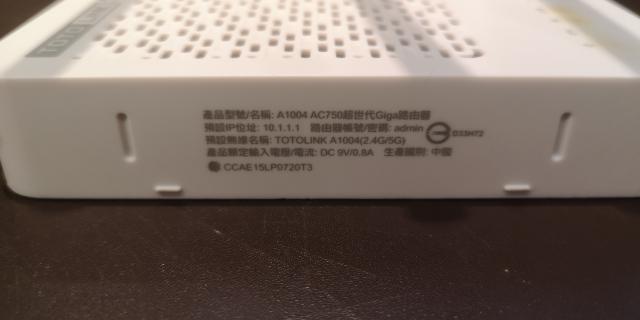 TOTO
產品型號/名稱: A1004 AC750超世代Giga路由器
預設IP位址: 10.1.1.1 路由器帳號/密碼: admin
D33H72
預設無線名稱: TOTOLINK A1004(2.4G/5G)
產品額定輸入電壓/電流: DC 9V/0.8A 生產國別: 中國
CCAE15LP0720T3